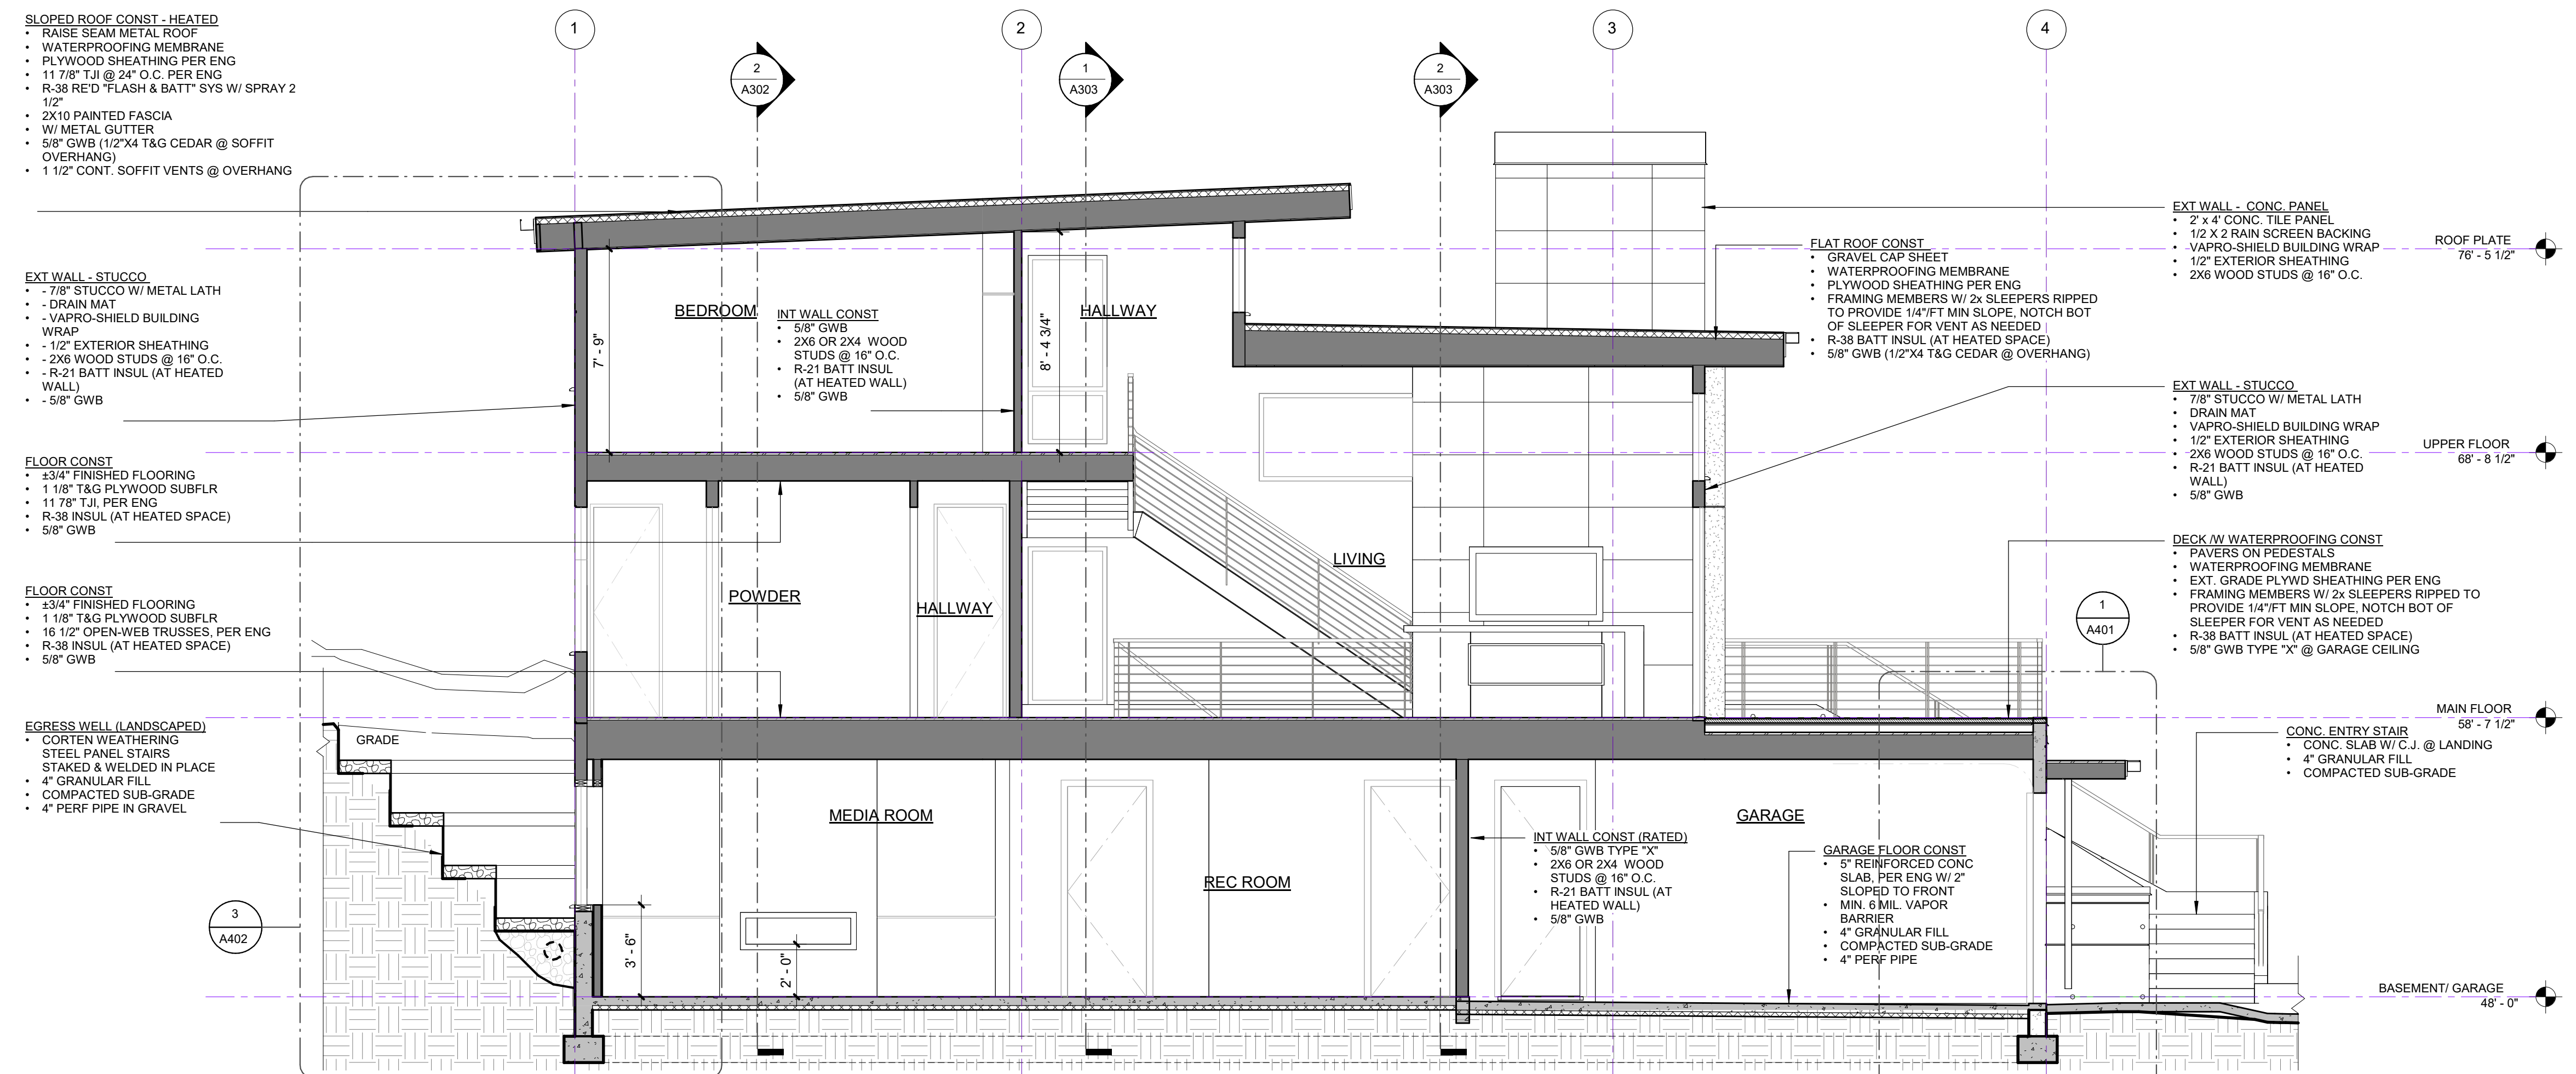 SLOPED ROOF CONST - HEATED
• RAISE SEAM METAL ROOF
• WATERPROOFING MEMBRANE
• PLYWOOD SHEATHING PER ENG
• 11 7/8" TJI @ 24" O.C. PER ENG
• R-38 RE'D "FLASH & BATT" SYS W/ SPRAY 2
1/2"
• 2X10 PAINTED FASCIA
• W/ METAL GUTTER
• 5/8" GWB (1/2"X4 T&G CEDAR @ SOFFIT
OVERHANG)
• 1 1/2" CONT. SOFFIT VENTS @ OVERHANG
EXT WALL - STUCCO
• - 7/8" STUCCO W/ METAL LATH
• - DRAIN MAT
• - VAPRO-SHIELD BUILDING
WRAP
• - 1/2" EXTERIOR SHEATHING
• - 2X6 WOOD STUDS @ 16" O.C.
• - R-21 BATT INSUL (AT HEATED
WALL)
• - 5/8" GWB
FLOOR CONST
• ±3/4" FINISHED FLOORING
• 1 1/8" T&G PLYWOOD SUBFLR
• 11 78" TJI, PER ENG
• R-38 INSUL (AT HEATED SPACE)
• 5/8" GWB
FLOOR CONST
• ±3/4" FINISHED FLOORING
• 1 1/8" T&G PLYWOOD SUBFLR
• 16 1/2" OPEN-WEB TRUSSES, PER ENG
• R-38 INSUL (AT HEATED SPACE)
• 5/8" GWB
EGRESS WELL (LANDSCAPED)
• CORTEN WEATHERING
STEEL PANEL STAIRS
STAKED & WELDED IN PLACE
• 4" GRANULAR FILL
• COMPACTED SUB-GRADE
• 4" PERF PIPE IN GRAVEL
3
A402
GRADE
1
2
3
4
2
A302
1
A303
2
A303
BEDROOM
7' - 9"
INT WALL CONST
• 5/8" GWB
• 2X6 OR 2X4 WOOD
STUDS @ 16" O.C.
• R-21 BATT INSUL
(AT HEATED WALL)
• 5/8" GWB
8' - 4 3/4"
HALLWAY
POWDER
HALLWAY
LIVING
MEDIA ROOM
3' - 6"
2' - 0"
REC ROOM
INT WALL CONST (RATED)
• 5/8" GWB TYPE "X"
• 2X6 OR 2X4 WOOD
STUDS @ 16" O.C.
• R-21 BATT INSUL (AT
HEATED WALL)
• 5/8" GWB
GARAGE
GARAGE FLOOR CONST
• 5" REINFORCED CONC
SLAB, PER ENG W/ 2"
SLOPED TO FRONT
• MIN. 6 MIL. VAPOR
BARRIER
• 4" GRANULAR FILL
• COMPACTED SUB-GRADE
• 4" PERF PIPE
FLAT ROOF CONST
• GRAVEL CAP SHEET
• WATERPROOFING MEMBRANE
• PLYWOOD SHEATHING PER ENG
• FRAMING MEMBERS W/ 2x SLEEPERS RIPPED
TO PROVIDE 1/4"/FT MIN SLOPE, NOTCH BOT
OF SLEEPER FOR VENT AS NEEDED
• R-38 BATT INSUL (AT HEATED SPACE)
• 5/8" GWB (1/2"X4 T&G CEDAR @ OVERHANG)
EXT WALL - CONC. PANEL
• 2' x 4' CONC. TILE PANEL
• 1/2 X 2 RAIN SCREEN BACKING
• VAPRO-SHIELD BUILDING WRAP
• 1/2" EXTERIOR SHEATHING
• 2X6 WOOD STUDS @ 16" O.C.
ROOF PLATE
76' - 5 1/2"
EXT WALL - STUCCO
• 7/8" STUCCO W/ METAL LATH
• DRAIN MAT
• VAPRO-SHIELD BUILDING WRAP
• 1/2" EXTERIOR SHEATHING
• 2X6 WOOD STUDS @ 16" O.C.
• R-21 BATT INSUL (AT HEATED
WALL)
• 5/8" GWB
UPPER FLOOR
68' - 8 1/2"
DECK /W WATERPROOFING CONST
• PAVERS ON PEDESTALS
• WATERPROOFING MEMBRANE
• EXT. GRADE PLYWD SHEATHING PER ENG
• FRAMING MEMBERS W/ 2x SLEEPERS RIPPED TO
PROVIDE 1/4"/FT MIN SLOPE, NOTCH BOT OF
SLEEPER FOR VENT AS NEEDED
• R-38 BATT INSUL (AT HEATED SPACE)
• 5/8" GWB TYPE "X" @ GARAGE CEILING
1
A401
MAIN FLOOR
58' - 7 1/2"
CONC. ENTRY STAIR
• CONC. SLAB W/ C.J. @ LANDING
• 4" GRANULAR FILL
• COMPACTED SUB-GRADE
BASEMENT/ GARAGE
48' - 0"